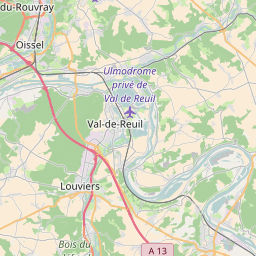 du-Rouvray
Oissel
Ulmodrome
privé de
Val de Reuil
Val-de-Reuil
Louviers
A 13
Bois du